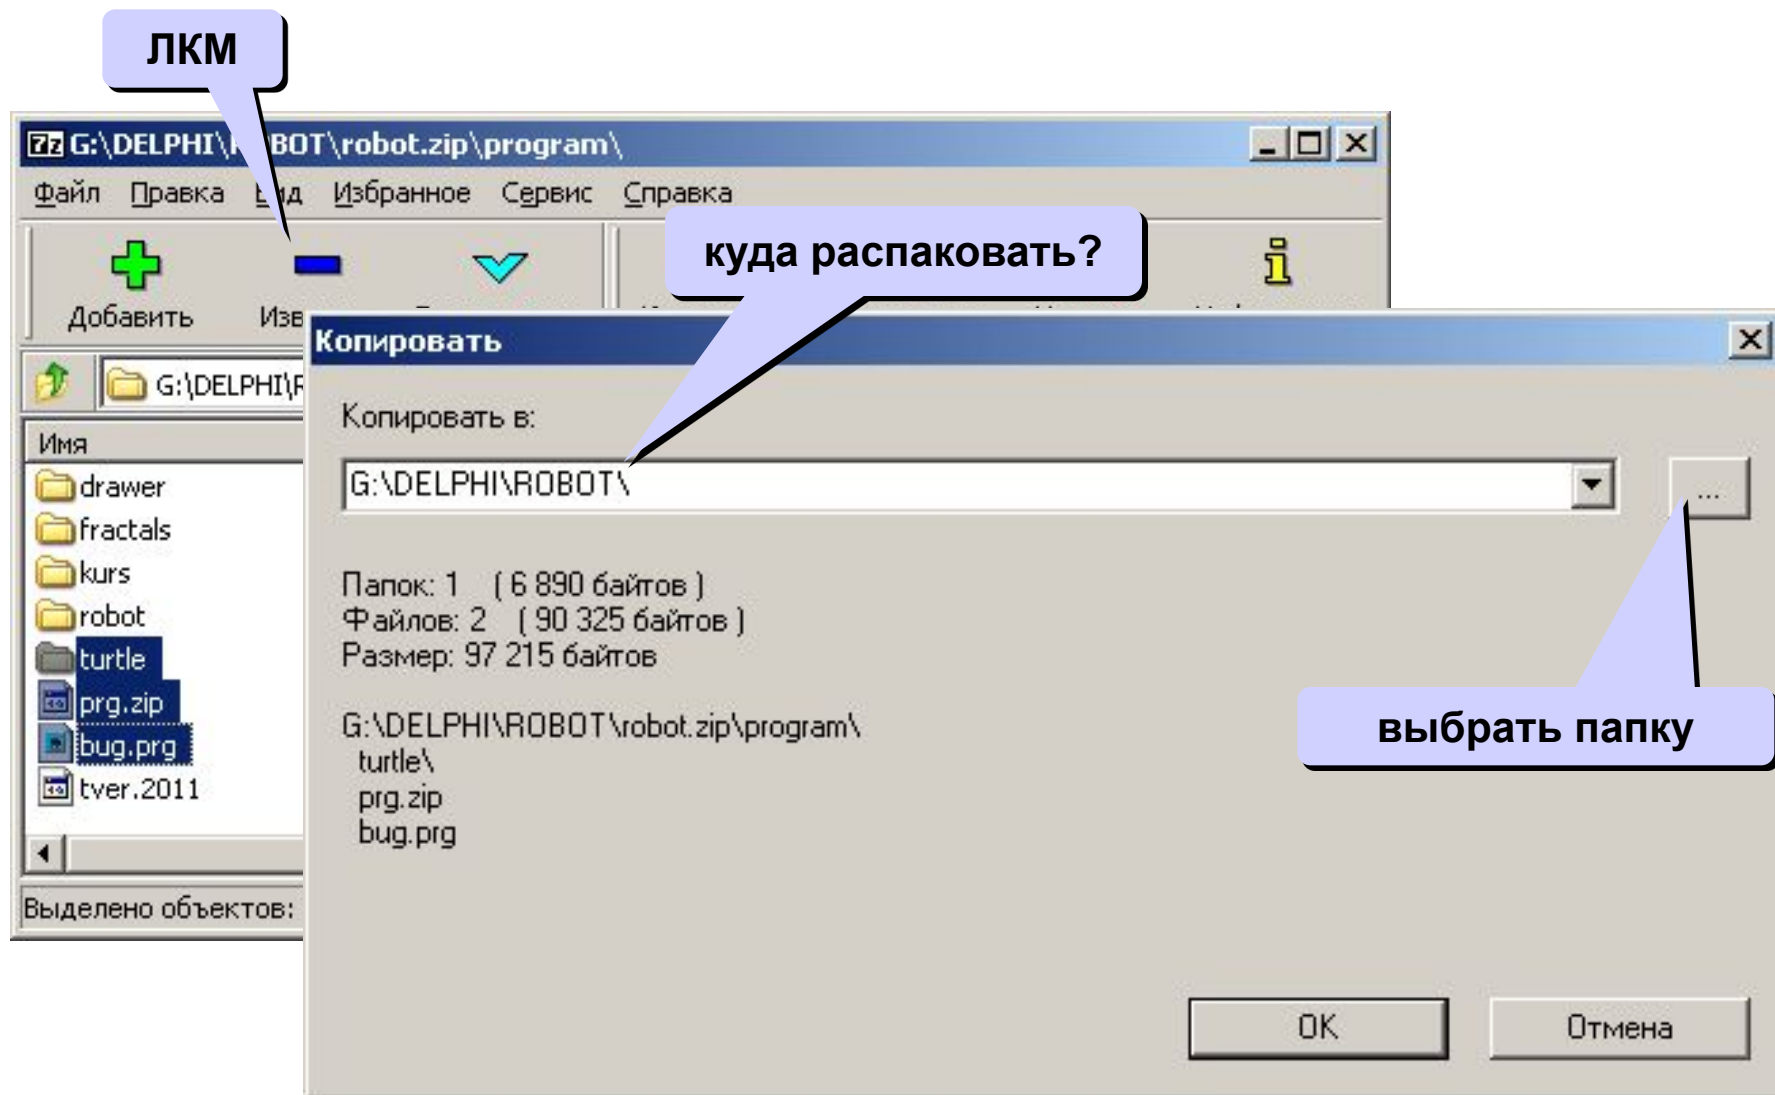 ЛКМ
G:\DELPHI\ROBOT\robot.zip\program\
Файл Правка Вид Избранное Сервис Справка
куда распаковать?
Добавить
Копировать
G:\DELPHI\
Копировать в:
Имя
G:\DELPHI\ROBOT\
...
drawer
fractals
kurs
robot
turtle
prg.zip
bug.prg
tver.2011
Папок: 1 ( 6 890 байтов )
Файлов: 2 ( 90 325 байтов )
Размер: 97 215 байтов
G:\DELPHI\ROBOT\robot.zip\program\
turtle\
prg.zip
bug.prg
выбрать папку
Выделено объектов:
OK
Отмена